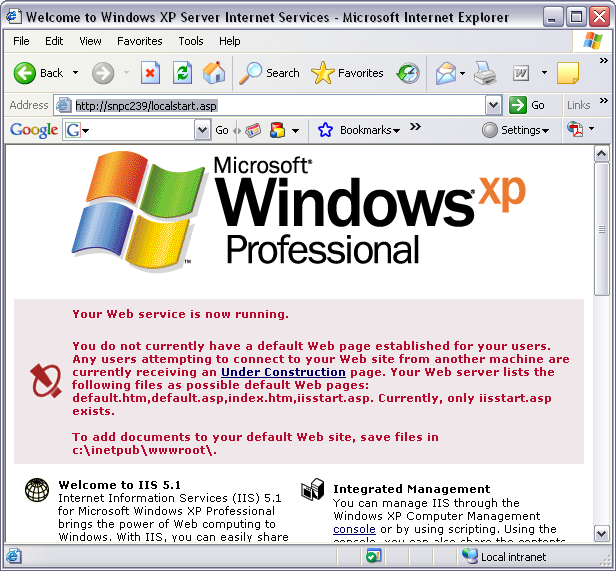 Welcome to Windows XP Server Internet Services - Microsoft Internet Explorer
File Edit View Favorites Tools Help
Back Search Favorites W
Address http://snpc239/localstart.asp Go Links
Google G Go Bookmarks Settings
Microsoft®
Windows® xp
Professional
™
Your Web service is now running.
You do not currently have a default Web page established for your users.
Any users attempting to connect to your Web site from another machine are
currently receiving an Under Construction page. Your Web server lists the
following files as possible default Web pages:
default.htm,default.asp,index.htm,iisstart.asp. Currently, only iisstart.asp
exists.
To add documents to your default Web site, save files in
c:\inetpub\wwwroot\.
Welcome to IIS 5.1
Internet Information Services (IIS) 5.1
for Microsoft Windows XP Professional
brings the power of Web computing to
Windows. With IIS, you can easily share
Integrated Management
You can manage IIS through the
Windows XP Computer Management
console or by using scripting. Using the
console, you can also share the contents
Local intranet